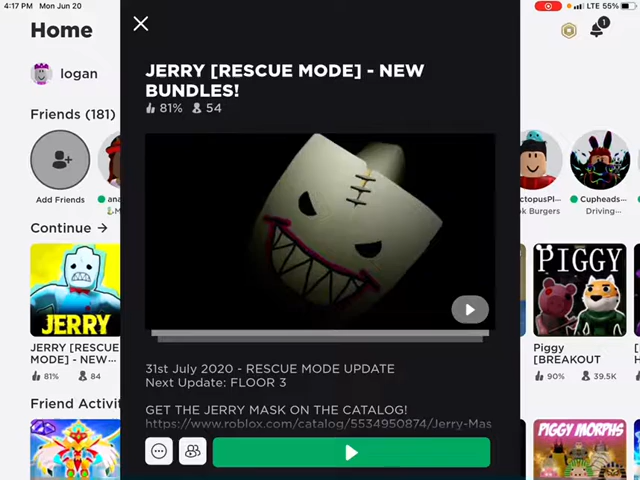 4:17 PM Mon Jun 20
LTE 55%
Home
1
logan
Friends (181)
Add Friends
Cupheads...
Driving...
k Burgers
Continue
JERRY
JERRY [RESCUE
MODE] - NEW...
81% 84
Friend Activit
JERRY [RESCUE MODE] - NEW
BUNDLES!
81% 54
31st July 2020 - RESCUE MODE UPDATE
Next Update: FLOOR 3
GET THE JERRY MASK ON THE CATALOG!
https://www.roblox.com/catalog/5534950874/Jerry-Mas
PIGGY
Piggy
[BREAKOUT
90% 39.5K
PIGGY MORPHS